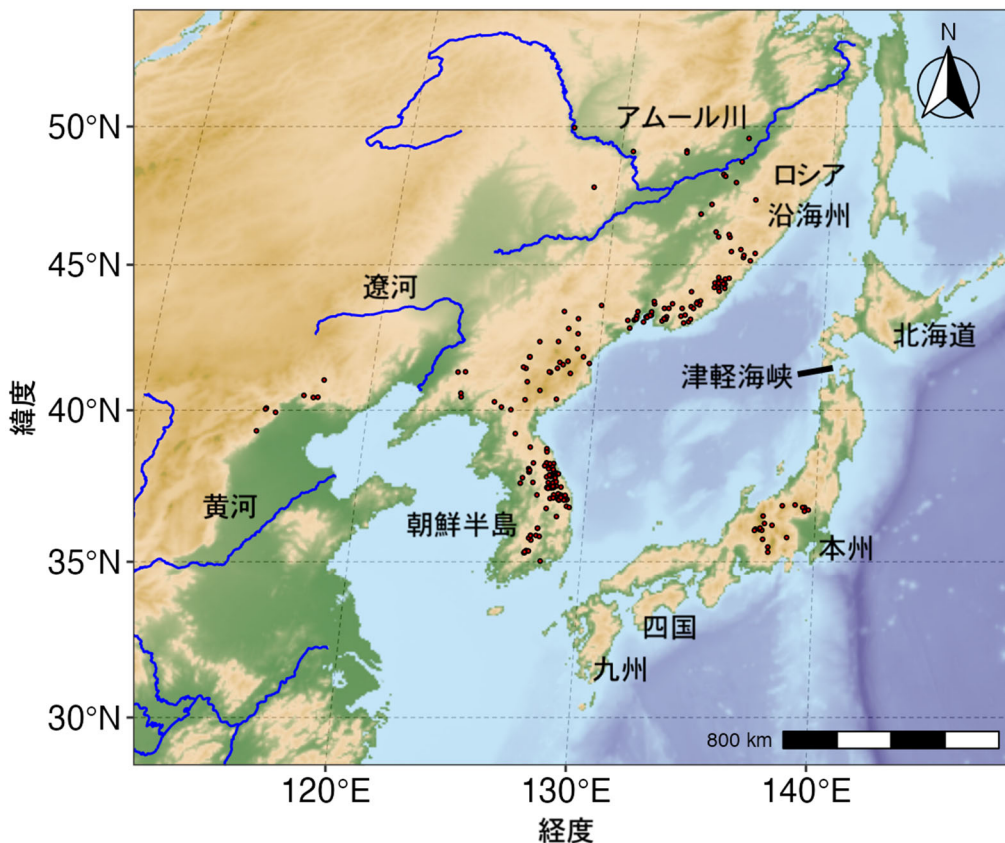 N
50°N
アムール川
ロシア
沿海州
45°N
遼河
北海道
津軽海峡
40°N
緯度
黄河
朝鮮半島
本州
35°N
四国
九州
30°N
800 km
120°E
130°E
140°E
経度